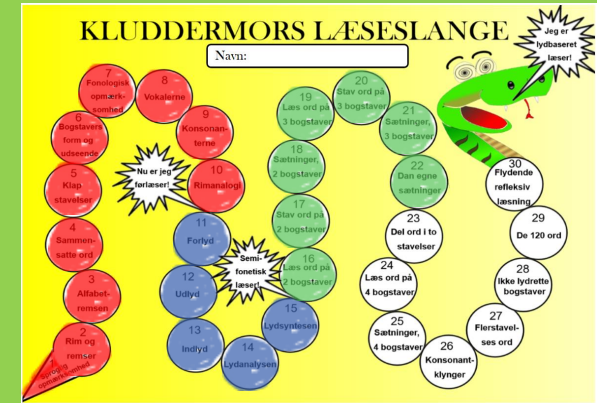 KLUDDERMORS LÆSESLANGE
Navn:
Jeg er
lydbaseret
læser!
1
Sproglig
opmærksomhed
2
Rim og
remser
3
Alfabet-
remsen
4
Sammen-
satte ord
5
Klap
stavelser
6
Bogstavers
form og
udseende
7
Fonologisk
opmærk-
somhed
8
Vokalerne
9
Konsonan-
terne
10
Rimanalogi
Nu er jeg
førlæser!
11
Forlyd
12
Udlyd
13
Indlyd
14
Lydanalysen
15
Lydsyntesen
Semi-
fonetisk
læser!
16
Læs ord på
2 bogstaver
17
Stav ord på
2 bogstaver
18
Sætninger,
2 bogstaver
19
Læs ord på
3 bogstaver
20
Stav ord på
3 bogstaver
21
Sætninger,
3 bogstaver
22
Dan egne
sætninger
23
Del ord i to
stavelser
24
Læs ord på
4 bogstaver
25
Sætninger,
4 bogstaver
26
Konsonant-
klynger
27
Flerstavel-
ses ord
28
Ikke lydrette
bogstaver
29
De 120 ord
30
Flydende
refleksiv
læsning